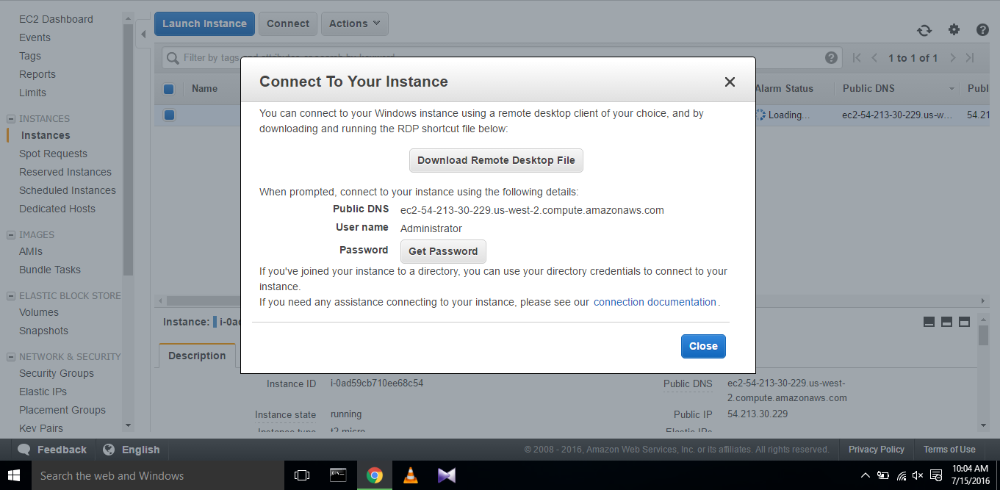 EC2 Dashboard
Events
Tags
Reports
Limits
INSTANCES
Instances
Spot Requests
Reserved Instances
Scheduled Instances
Dedicated Hosts
IMAGES
AMIs
Bundle Tasks
ELASTIC BLOCK STORE
Volumes
Snapshots
NETWORK & SECURITY
Security Groups
Elastic IPs
Placement Groups
Key Pairs
Launch Instance Connect Actions
Filter by tags and attributes or search by keyword
1 to 1 of 1
Name Alarm Status Public DNS Publ
Loading... ec2-54-213-30-229.us-w... 54.21
Connect To Your Instance
You can connect to your Windows instance using a remote desktop client of your choice, and by
downloading and running the RDP shortcut file below:
Download Remote Desktop File
When prompted, connect to your instance using the following details:
Public DNS ec2-54-213-30-229.us-west-2.compute.amazonaws.com
User name Administrator
Password Get Password
If you've joined your instance to a directory, you can use your directory credentials to connect to your
instance.
If you need any assistance connecting to your instance, please see our connection documentation.
Close
Instance: i-0ad
Description
Instance ID i-0ad59cb710ee68c54
Instance state running
Instance type t2.micro
Public DNS ec2-54-213-30-229.us-west-
2.compute.amazonaws.com
Public IP 54.213.30.229
Elastic IPs
Feedback English © 2008 - 2016, Amazon Web Services, Inc. or its affiliates. All rights reserved. Privacy Policy Terms of Use
Search the web and Windows
10:04 AM
7/15/2016